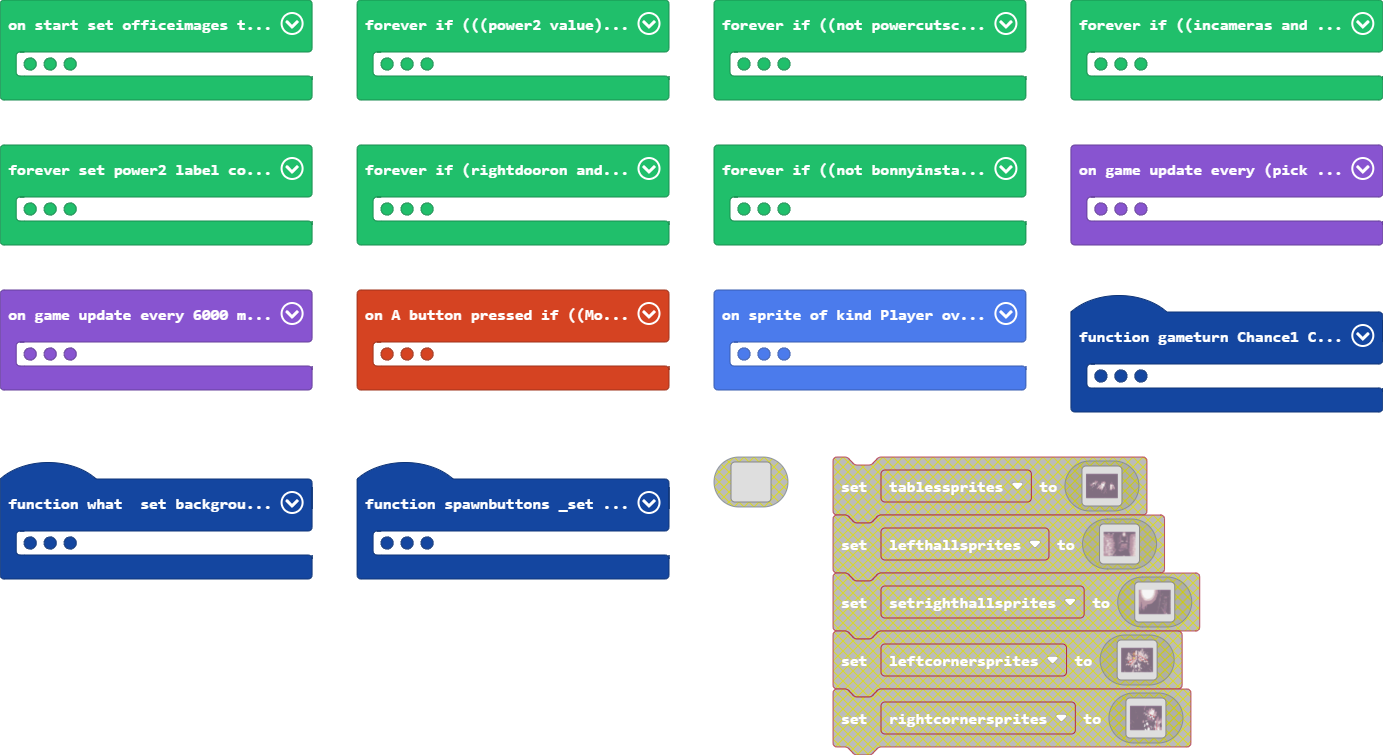 on start set officeimages t...
forever if (((power2 value)...
forever if ((not powercutsc...
forever if ((incameras and ...
forever set power2 label co...
forever if (rightdooron and...
forever if ((not bonnyinsta...
on game update every (pick ...
on game update every 6000 m...
on A button pressed if ((Mo...
on sprite of kind Player ov...
function gameturn Chance1 C...
function what  set backgrou...
function spawnbuttons _set ...
set tablessprites to
set lefthallsprites to
set setrighthallsprites to
set leftcornersprites to
set rightcornersprites to